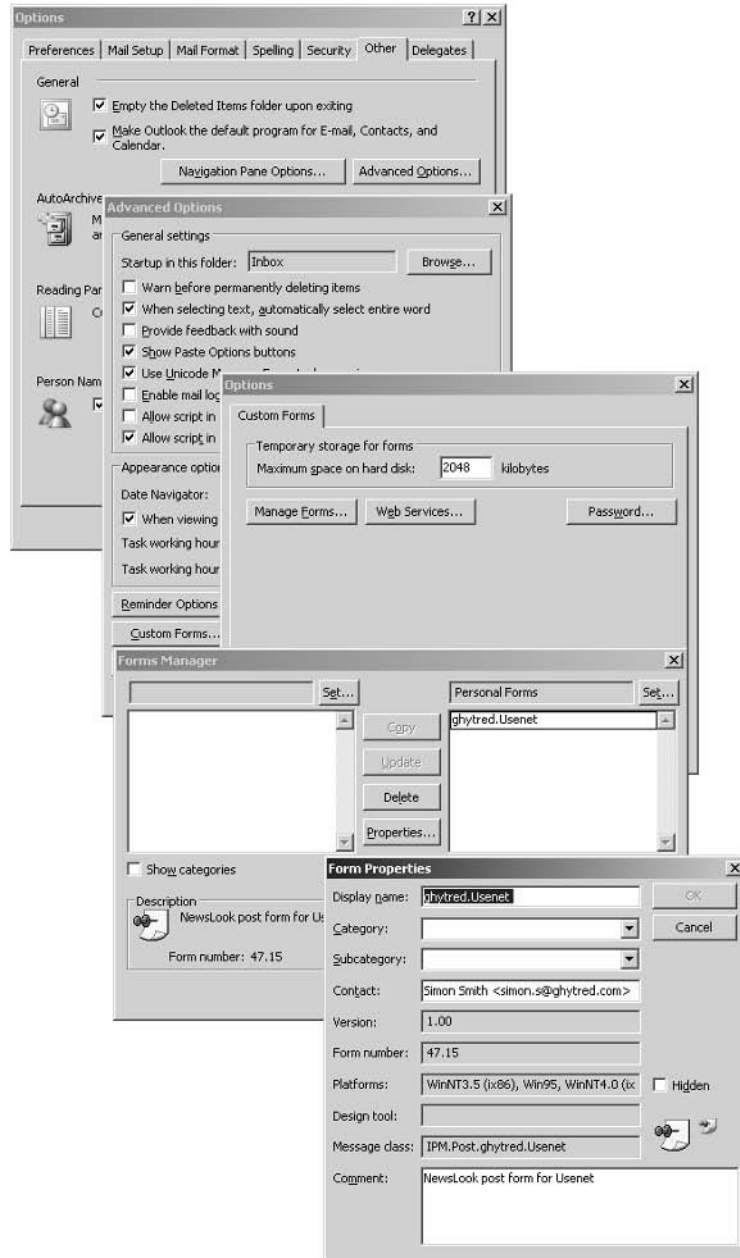 Options
Preferences Mail Setup Mail Format Spelling Security Other Delegates
General
Empty the Deleted Items folder upon exiting
Make Outlook the default program for E-mail, Contacts, and
Calendar.
Navigation Pane Options... Advanced Options...
AutoArchive
M
ar
Reading Par
Person Nam
Advanced Options
General settings
Startup in this folder: Inbox Browse...
Warn before permanently deleting items
When selecting text, automatically select entire word
Provide feedback with sound
Show Paste Options buttons
Use Unicode
Enable mail log
Allow script in
Allow script in
Appearance option
Date Navigator:
When viewing
Task working hour
Task working hour
Reminder Options
Custom Forms...
Options
Custom Forms
Temporary storage for forms
Maximum space on hard disk: 2048 kilobytes
Manage Forms... Web Services... Password...
Forms Manager
Set... Personal Forms Set...
ghytred.Usenet
Copy
Update
Delete
Properties...
Show categories
Description
NewsLook post form for Us
Form number: 47.15
Form Properties
Display name: ghytred.Usenet OK
Category: Cancel
Subcategory:
Contact: Simon Smith <simon.s@ghytred.com>
Version: 1.00
Form number: 47.15
Platforms: WinNT3.5 (ix86), Win95, WinNT4.0 (ix Hidden
Design tool:
Message class: IPM.Post.ghytred.Usenet
Comment: NewsLook post form for Usenet